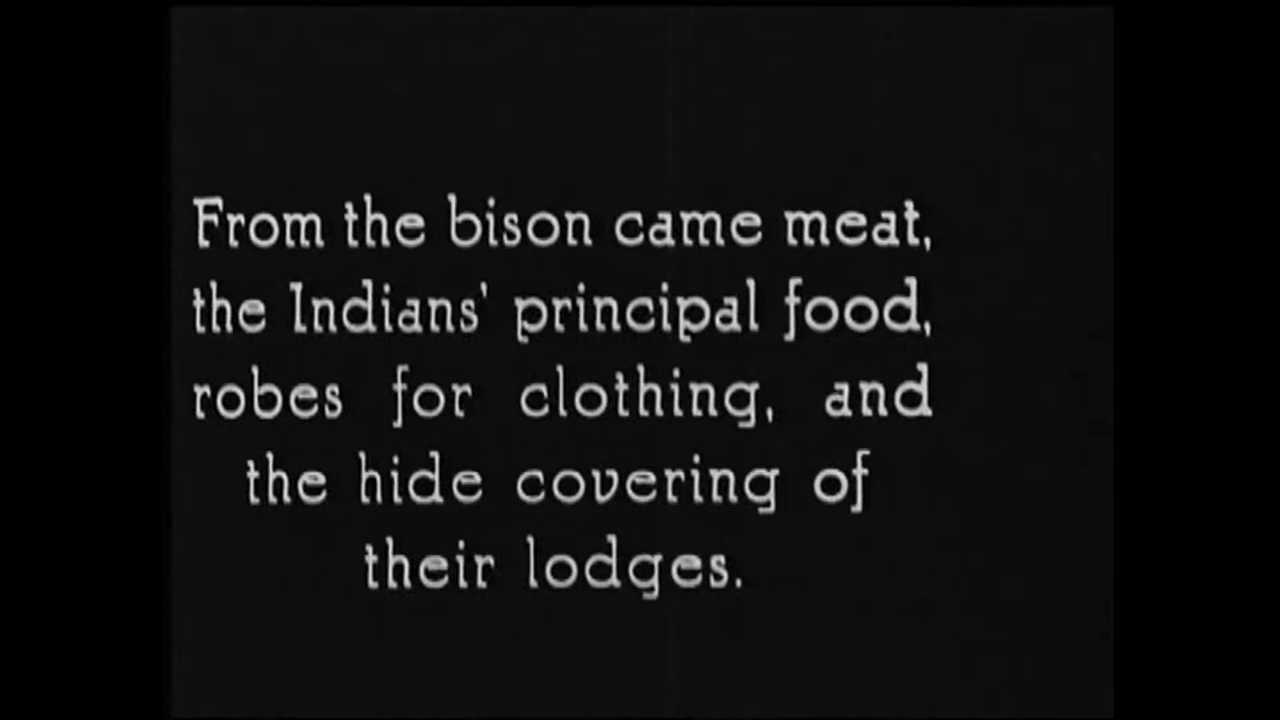 From the bison came meat,
the Indians' principal food,
robes for clothing, and
the hide covering of
their lodges.